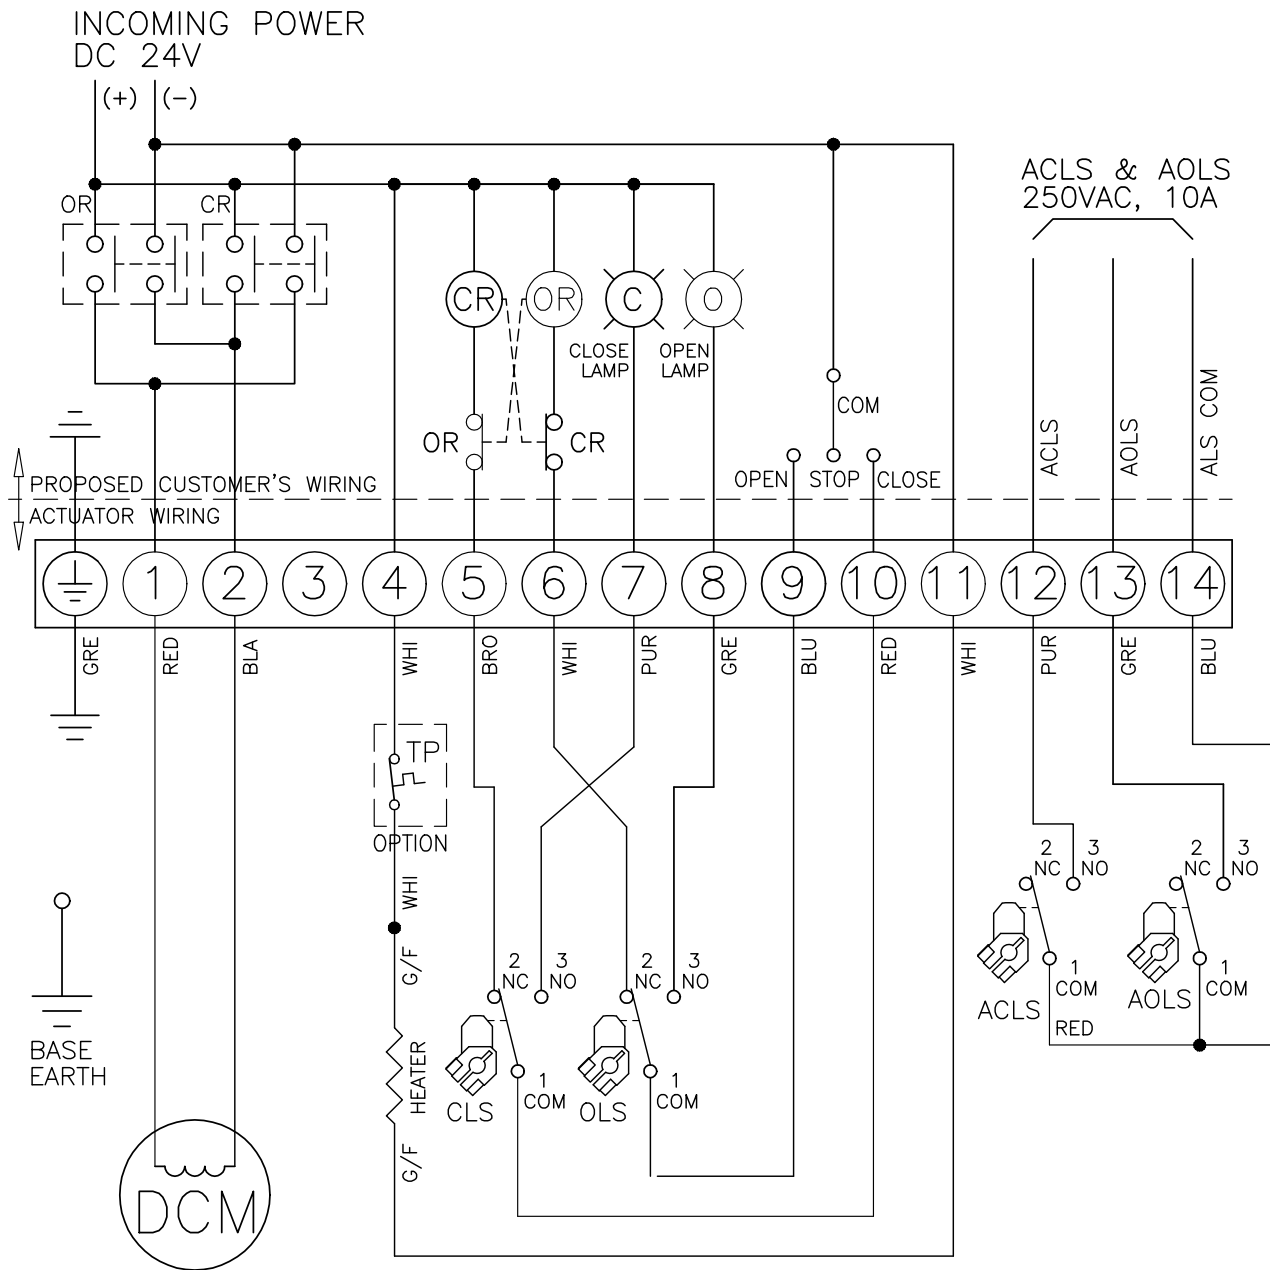 INCOMING POWER
DC 24V
(+) (-)
ACLS & AOLS
250VAC, 10A
OR CR
CR OR C O
CLOSE
LAMP
OPEN
LAMP
COM
OR CR
ACLS
AOLS
ALS COM
OPEN STOP CLOSE
PROPOSED CUSTOMER'S WIRING
ACTUATOR WIRING
1 2 3 4 5 6 7 8 9 10 11 12 13 14
GRE
RED
BLA
WHI
BRO
WHI
PUR
GRE
BLU
RED
WHI
PUR
GRE
BLU
TP
OPTION
WHI
G/F
2
NC
3
NO
2
NC
3
NO
2
NC
3
NO
2
NC
3
NO
ACLS
1
COM
RED
AOLS
1
COM
BASE
EARTH
HEATER
CLS
1
COM
OLS
1
COM
G/F
DCM